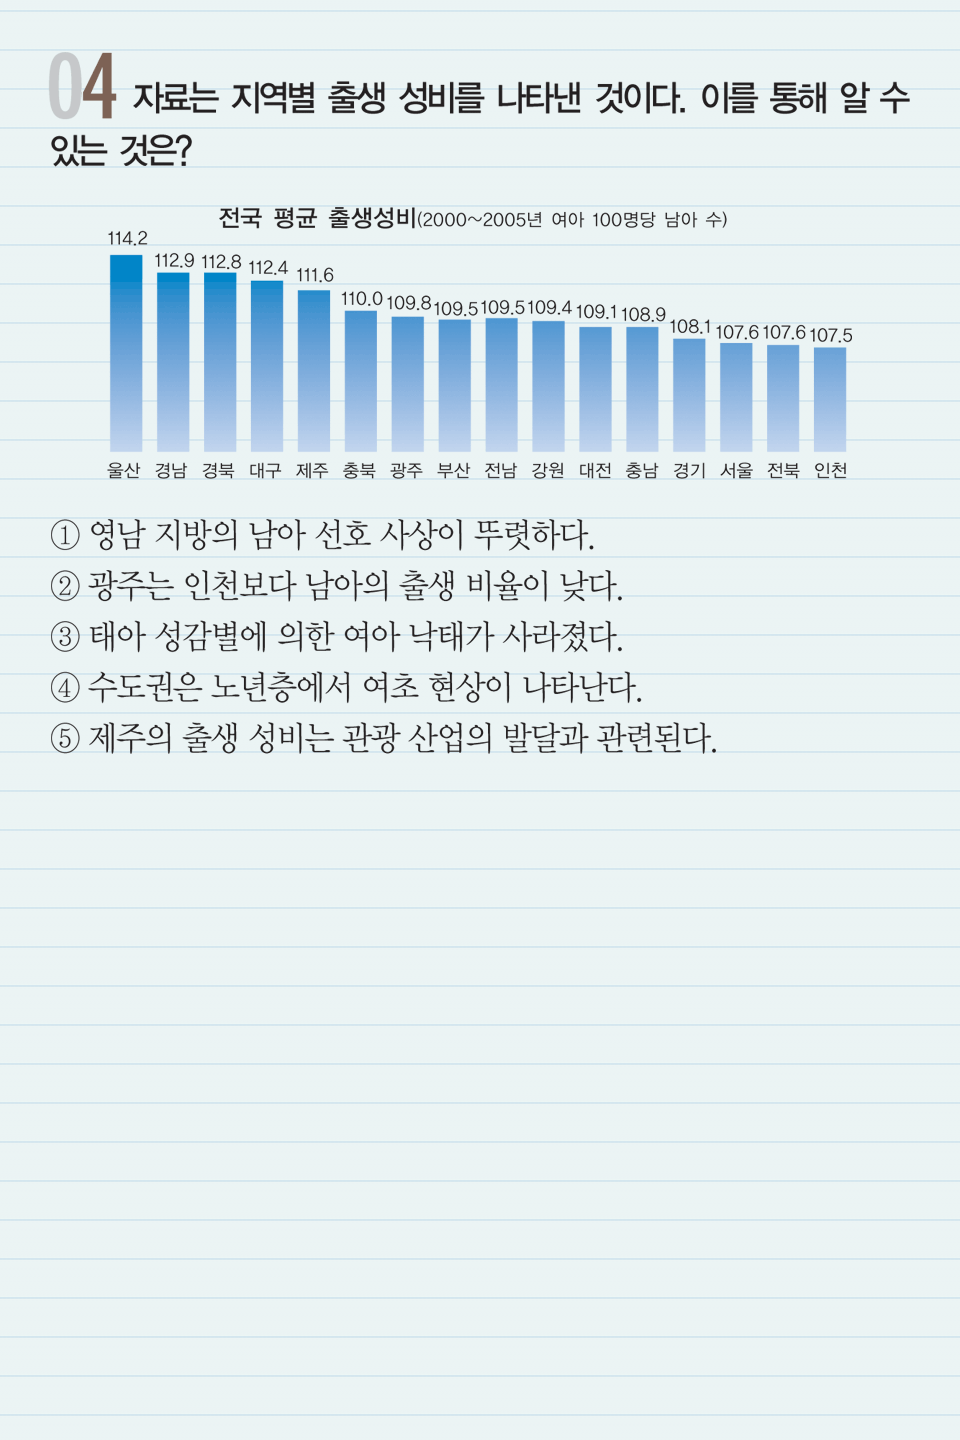 04 자료는 지역별 출생 성비를 나타낸 것이다. 이를 통해 알 수
있는 것은?
전국 평균 출생성비(2000~2005년 여아 100명당 남아 수)
114.2 112.9 112.8 112.4 111.6 110.0 109.8 109.5 109.5 109.4 109.1 108.9 108.1 107.6 107.6 107.5
울산 경남 경북 대구 제주 충북 광주 부산 전남 강원 대전 충남 경기 서울 전북 인천
① 영남 지방의 남아 선호 사상이 뚜렷하다.
② 광주는 인천보다 남아의 출생 비율이 낮다.
③ 태아 성감별에 의한 여아 낙태가 사라졌다.
④ 수도권은 노년층에서 여초 현상이 나타난다.
⑤ 제주의 출생 성비는 관광 산업의 발달과 관련된다.